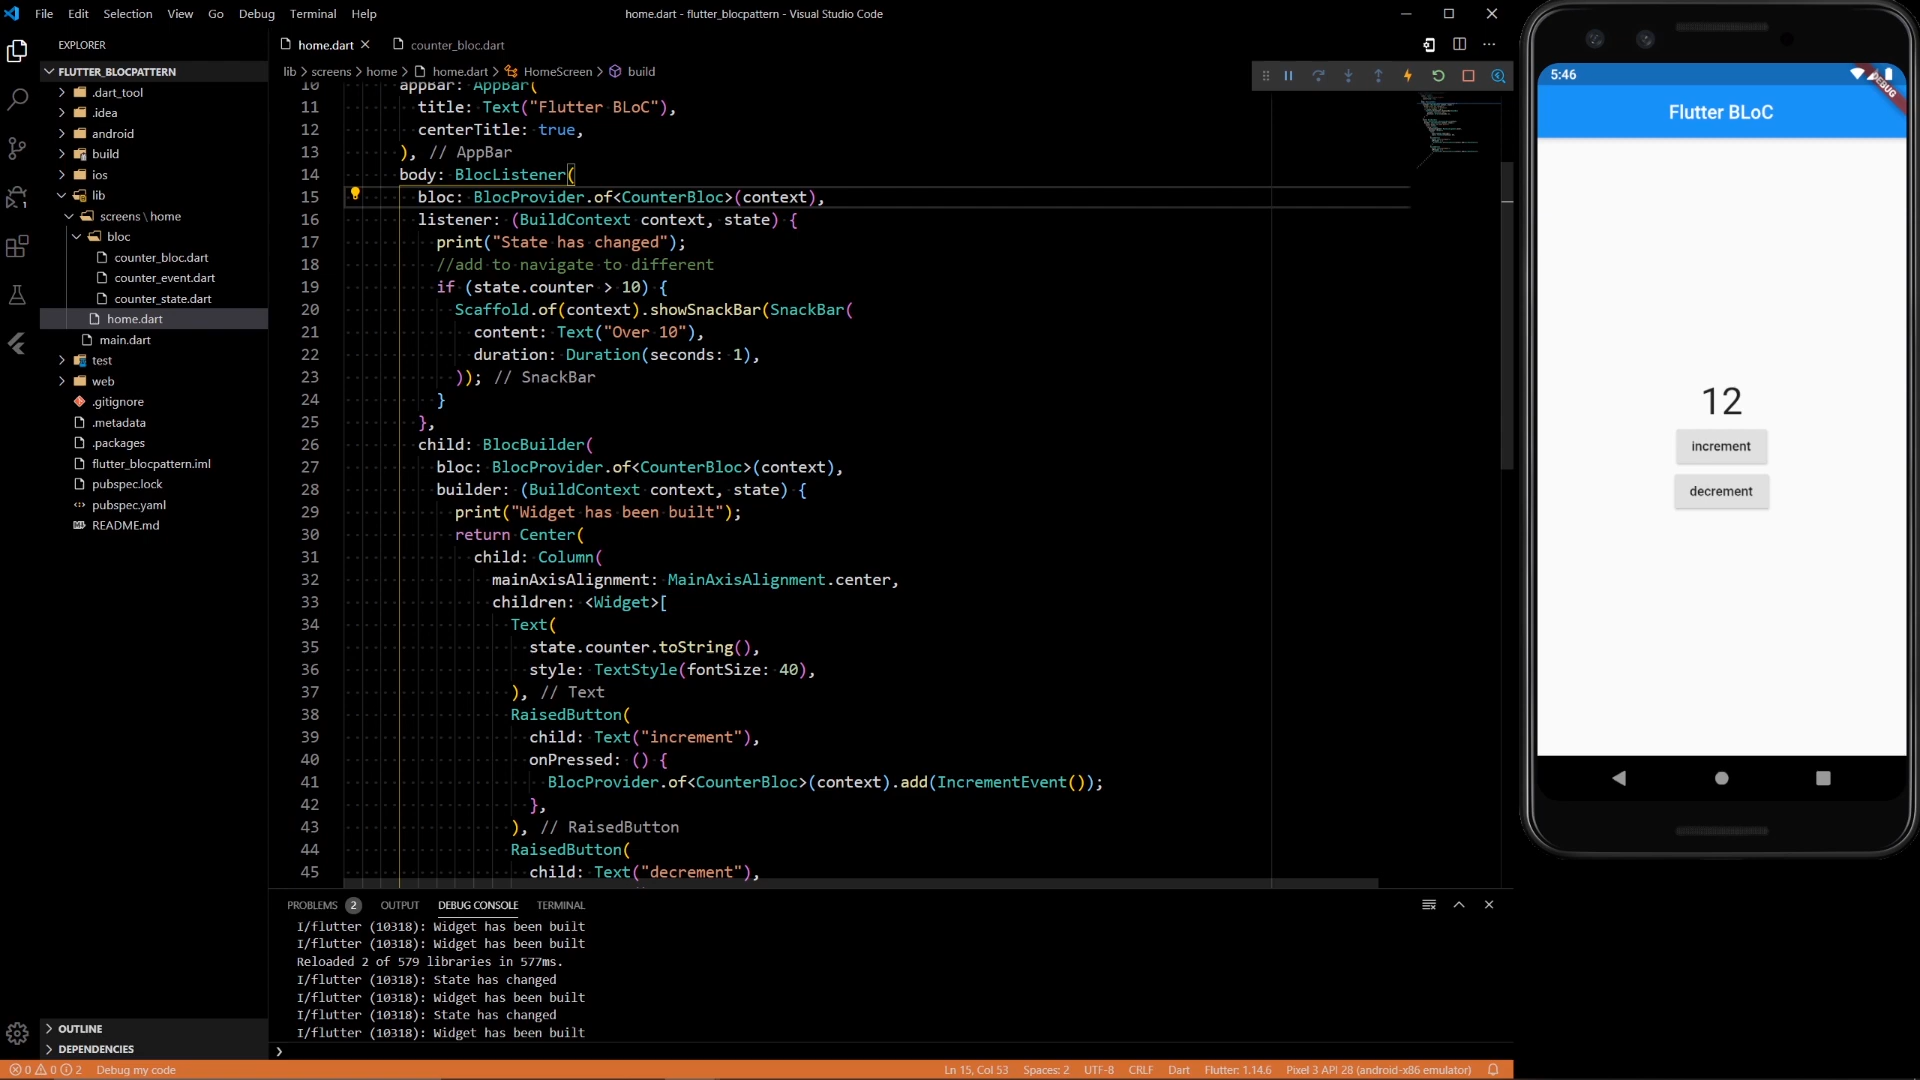 File Edit Selection View Go Debug Terminal Help
home.dart - flutter_blocpattern - Visual Studio Code
EXPLORER
FLUTTER_BLOCPATTERN
.dart_tool
.idea
android
build
ios
lib
screens \ home
bloc
counter_bloc.dart
counter_event.dart
counter_state.dart
home.dart
main.dart
test
web
.gitignore
.metadata
.packages
flutter_blocpattern.iml
pubspec.lock
pubspec.yaml
README.md
OUTLINE
DEPENDENCIES
1
home.dart counter_bloc.dart
lib > screens > home > home.dart > HomeScreen > build
10 appBar: AppBar(
11 title: Text("Flutter BLoC"),
12 centerTitle: true,
13 ), // AppBar
14 body: BlocListener(
15 bloc: BlocProvider.of<CounterBloc>(context),
16 listener: (BuildContext context, state) {
17 print("State has changed");
18 //add to navigate to different
19 if (state.counter > 10) {
20 Scaffold.of(context).showSnackBar(SnackBar(
21 content: Text("Over 10"),
22 duration: Duration(seconds: 1),
23 )); // SnackBar
24 }
25 },
26 child: BlocBuilder(
27 bloc: BlocProvider.of<CounterBloc>(context),
28 builder: (BuildContext context, state) {
29 print("Widget has been built");
30 return Center(
31 child: Column(
32 mainAxisAlignment: MainAxisAlignment.center,
33 children: <Widget>[
34 Text(
35 state.counter.toString(),
36 style: TextStyle(fontSize: 40),
37 ), // Text
38 RaisedButton(
39 child: Text("increment"),
40 onPressed: () {
41 BlocProvider.of<CounterBloc>(context).add(IncrementEvent());
42 },
43 ), // RaisedButton
44 RaisedButton(
45 child: Text("decrement"),
PROBLEMS 2 OUTPUT DEBUG CONSOLE TERMINAL
I/flutter (10318): Widget has been built
I/flutter (10318): Widget has been built
Reloaded 2 of 579 libraries in 577ms.
I/flutter (10318): State has changed
I/flutter (10318): Widget has been built
I/flutter (10318): State has changed
I/flutter (10318): Widget has been built
0 0 2 Debug my code
Ln 15, Col 53 Spaces: 2 UTF-8 CRLF Dart Flutter: 1.14.6 Pixel 3 API 28 (android-x86 emulator)
5:46
DEBUG
Flutter BLoC
12
increment
decrement